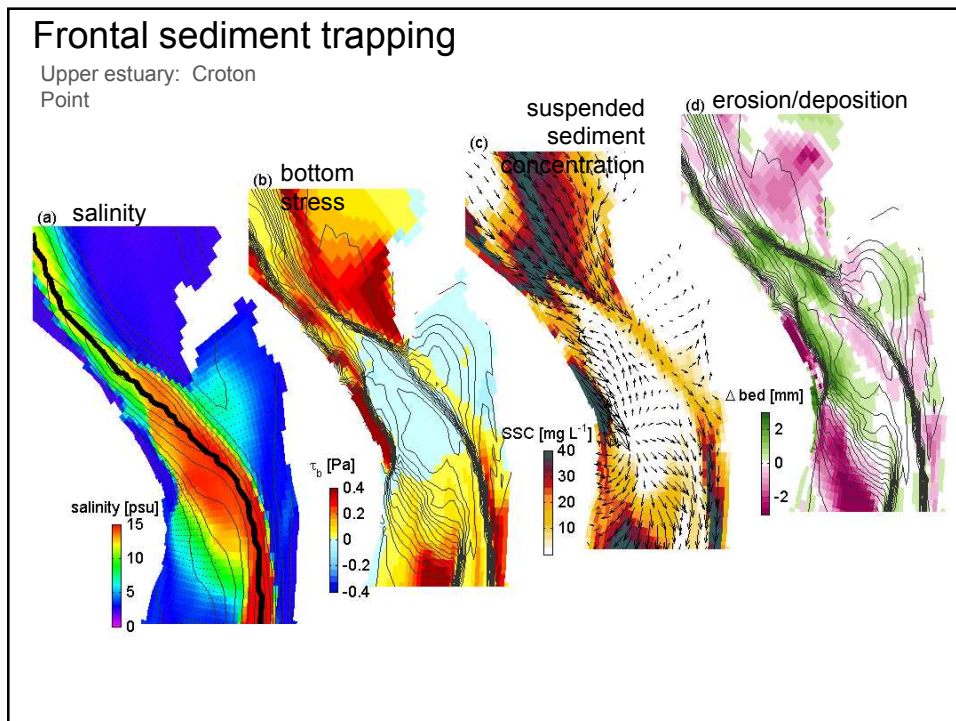 Frontal sediment trapping
Upper estuary: Croton
Point
(a) salinity
salinity [psu]
15
10
5
0
(b) bottom
stress
τb [Pa]
0.4
0.2
0
-0.2
-0.4
suspended
sediment
(c) concentration
SSC [mg L⁻¹]
40
30
20
10
(d) erosion/deposition
Δ bed [mm]
2
0
-2